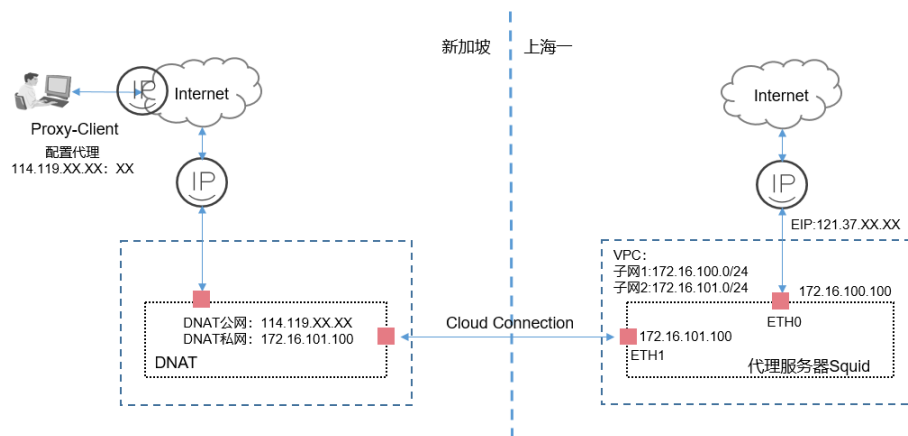 新加坡
上海一
Internet
Proxy-Client
配置代理
114.119.XX.XX：XX
IP
IP
DNAT公网：114.119.XX.XX
DNAT私网：172.16.101.100
DNAT
Cloud Connection
Internet
IP
EIP:121.37.XX.XX
VPC：
子网1:172.16.100.0/24
子网2:172.16.101.0/24
172.16.100.100
ETH0
172.16.101.100
ETH1
代理服务器Squid